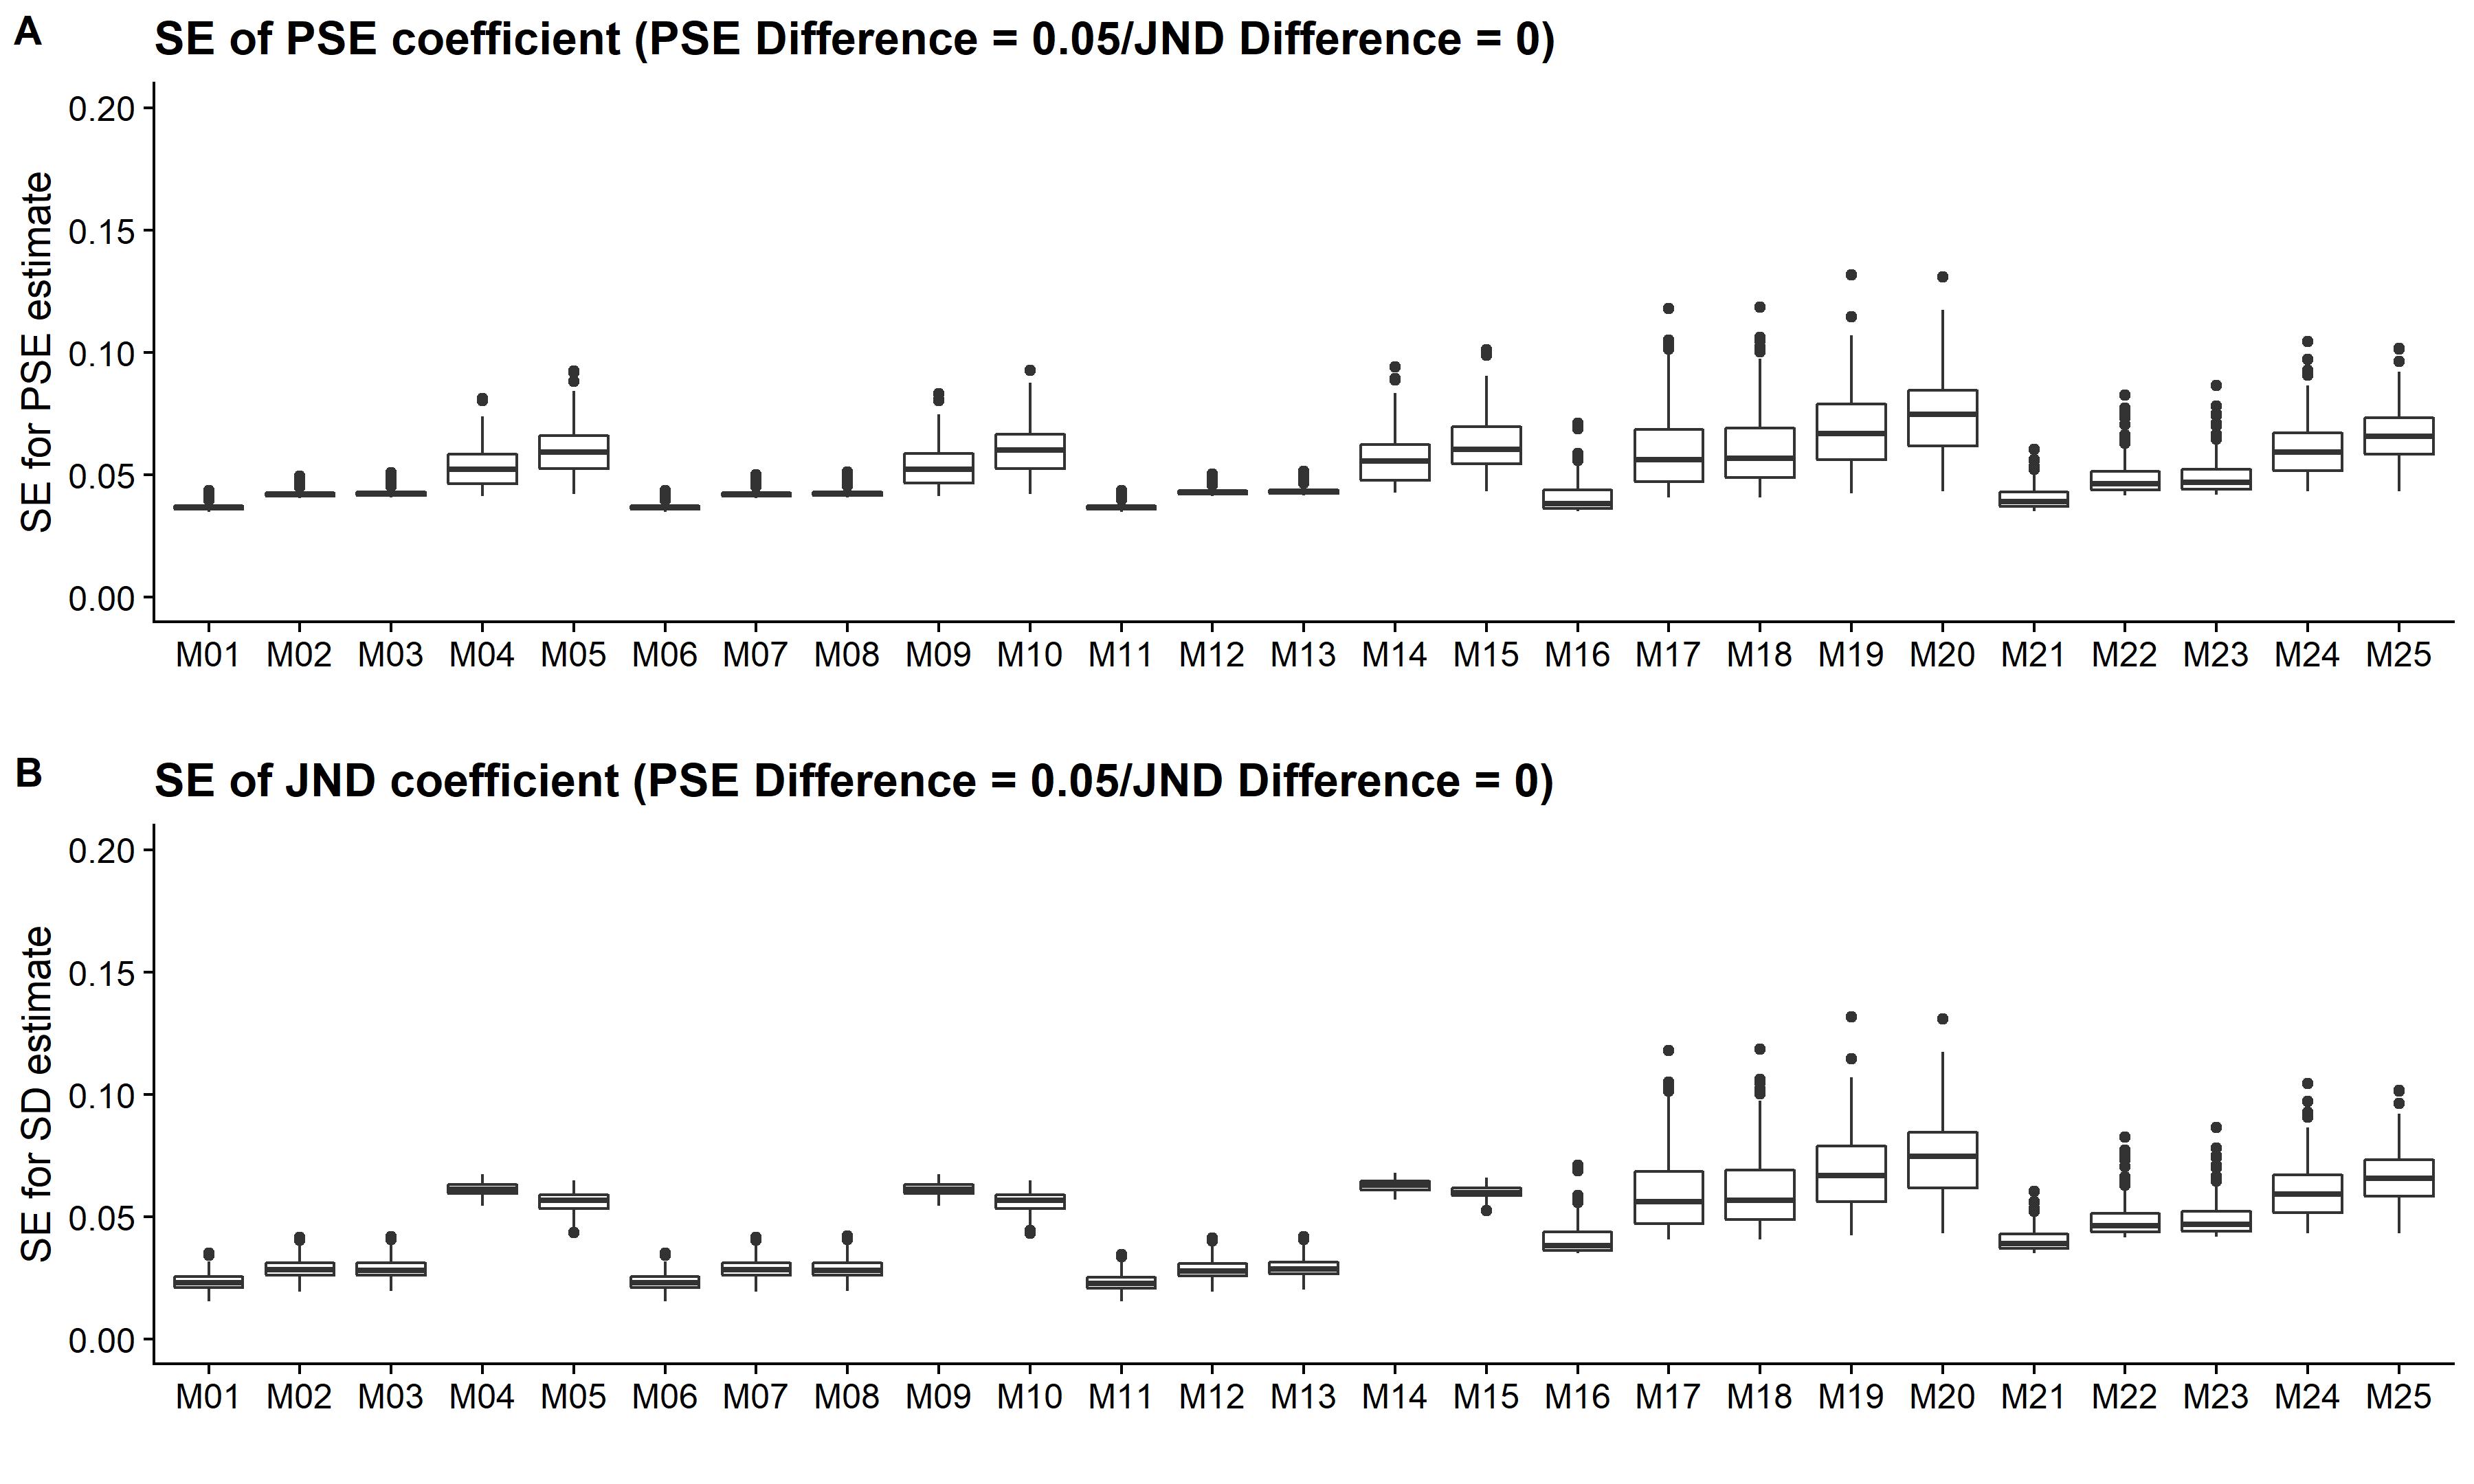 A
SE of PSE coefficient (PSE Difference = 0.05/JND Difference = 0)
SE for PSE estimate
0.20
0.15
0.10
0.05
0.00
M01 M02 M03 M04 M05 M06 M07 M08 M09 M10 M11 M12 M13 M14 M15 M16 M17 M18 M19 M20 M21 M22 M23 M24 M25
B
SE of JND coefficient (PSE Difference = 0.05/JND Difference = 0)
SE for SD estimate
0.20
0.15
0.10
0.05
0.00
M01 M02 M03 M04 M05 M06 M07 M08 M09 M10 M11 M12 M13 M14 M15 M16 M17 M18 M19 M20 M21 M22 M23 M24 M25